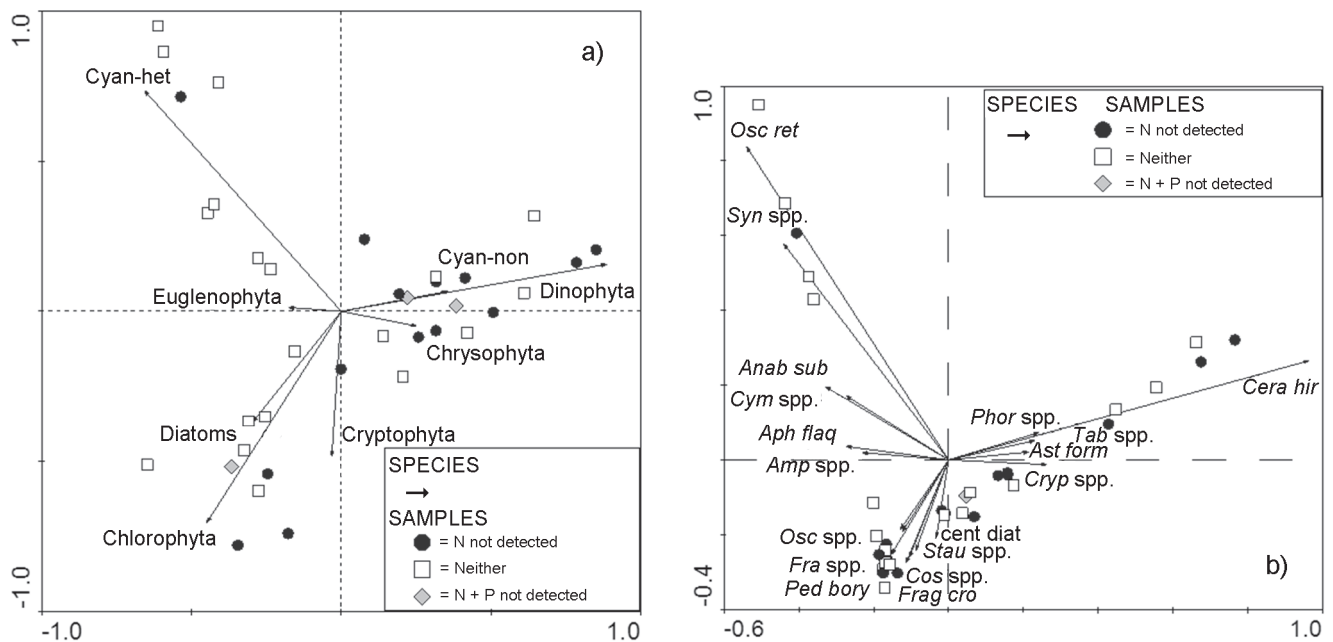 1.0
a)
Cyan-het
Cyan-non
Euglenophyta
Dinophyta
Chrysophyta
Diatoms
Cryptophyta
Chlorophyta
SPECIES
SAMPLES
= N not detected
= Neither
= N + P not detected
-1.0
-1.0
1.0
1.0
SPECIES SAMPLES
= N not detected
= Neither
= N + P not detected
Osc ret
Syn spp.
Anab sub
Cym spp.
Cera hir
Phor spp.
Aph flaq
Tab spp.
Amp spp.
Ast form
Cryp spp.
Osc spp.
cent diat
Stau spp.
Fra spp.
Cos spp.
Ped bory
Frag cro
b)
-0.4
-0.6
1.0